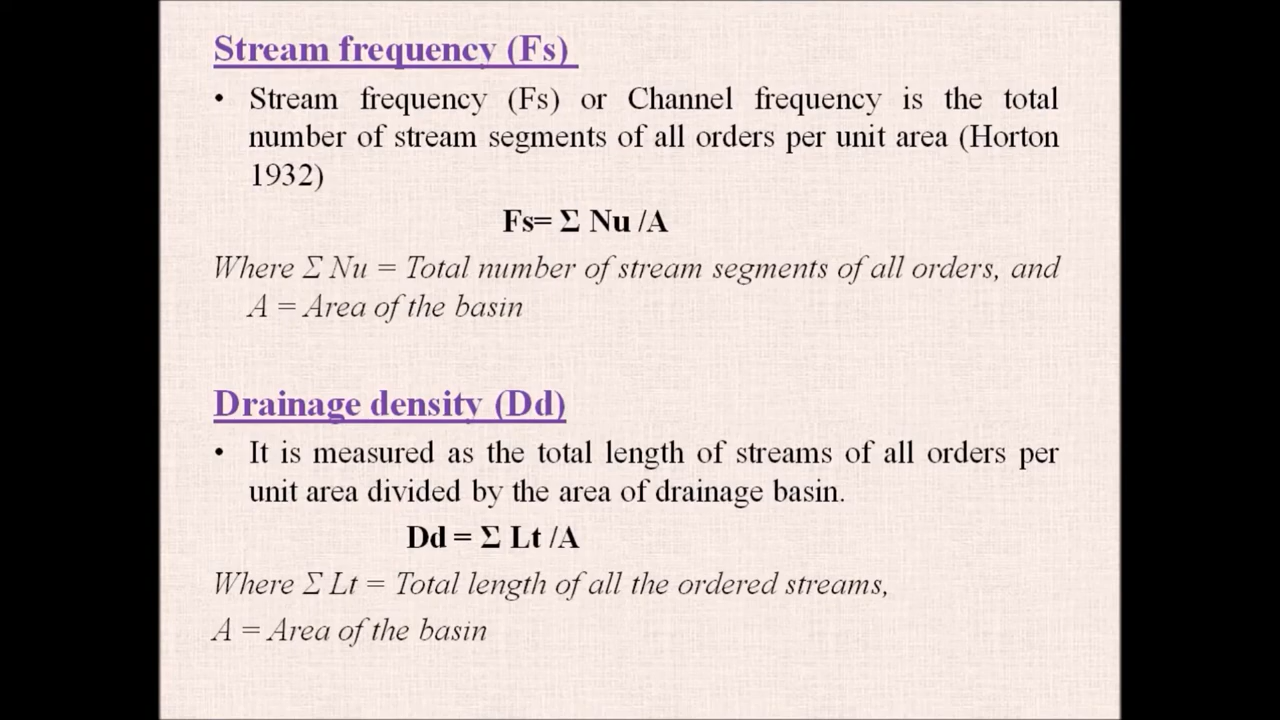 Stream frequency (Fs)
• Stream frequency (Fs) or Channel frequency is the total
number of stream segments of all orders per unit area (Horton
1932)
Fs= Σ Nu /A
Where Σ Nu = Total number of stream segments of all orders, and
A = Area of the basin
Drainage density (Dd)
• It is measured as the total length of streams of all orders per
unit area divided by the area of drainage basin.
Dd = Σ Lt /A
Where Σ Lt = Total length of all the ordered streams,
A = Area of the basin